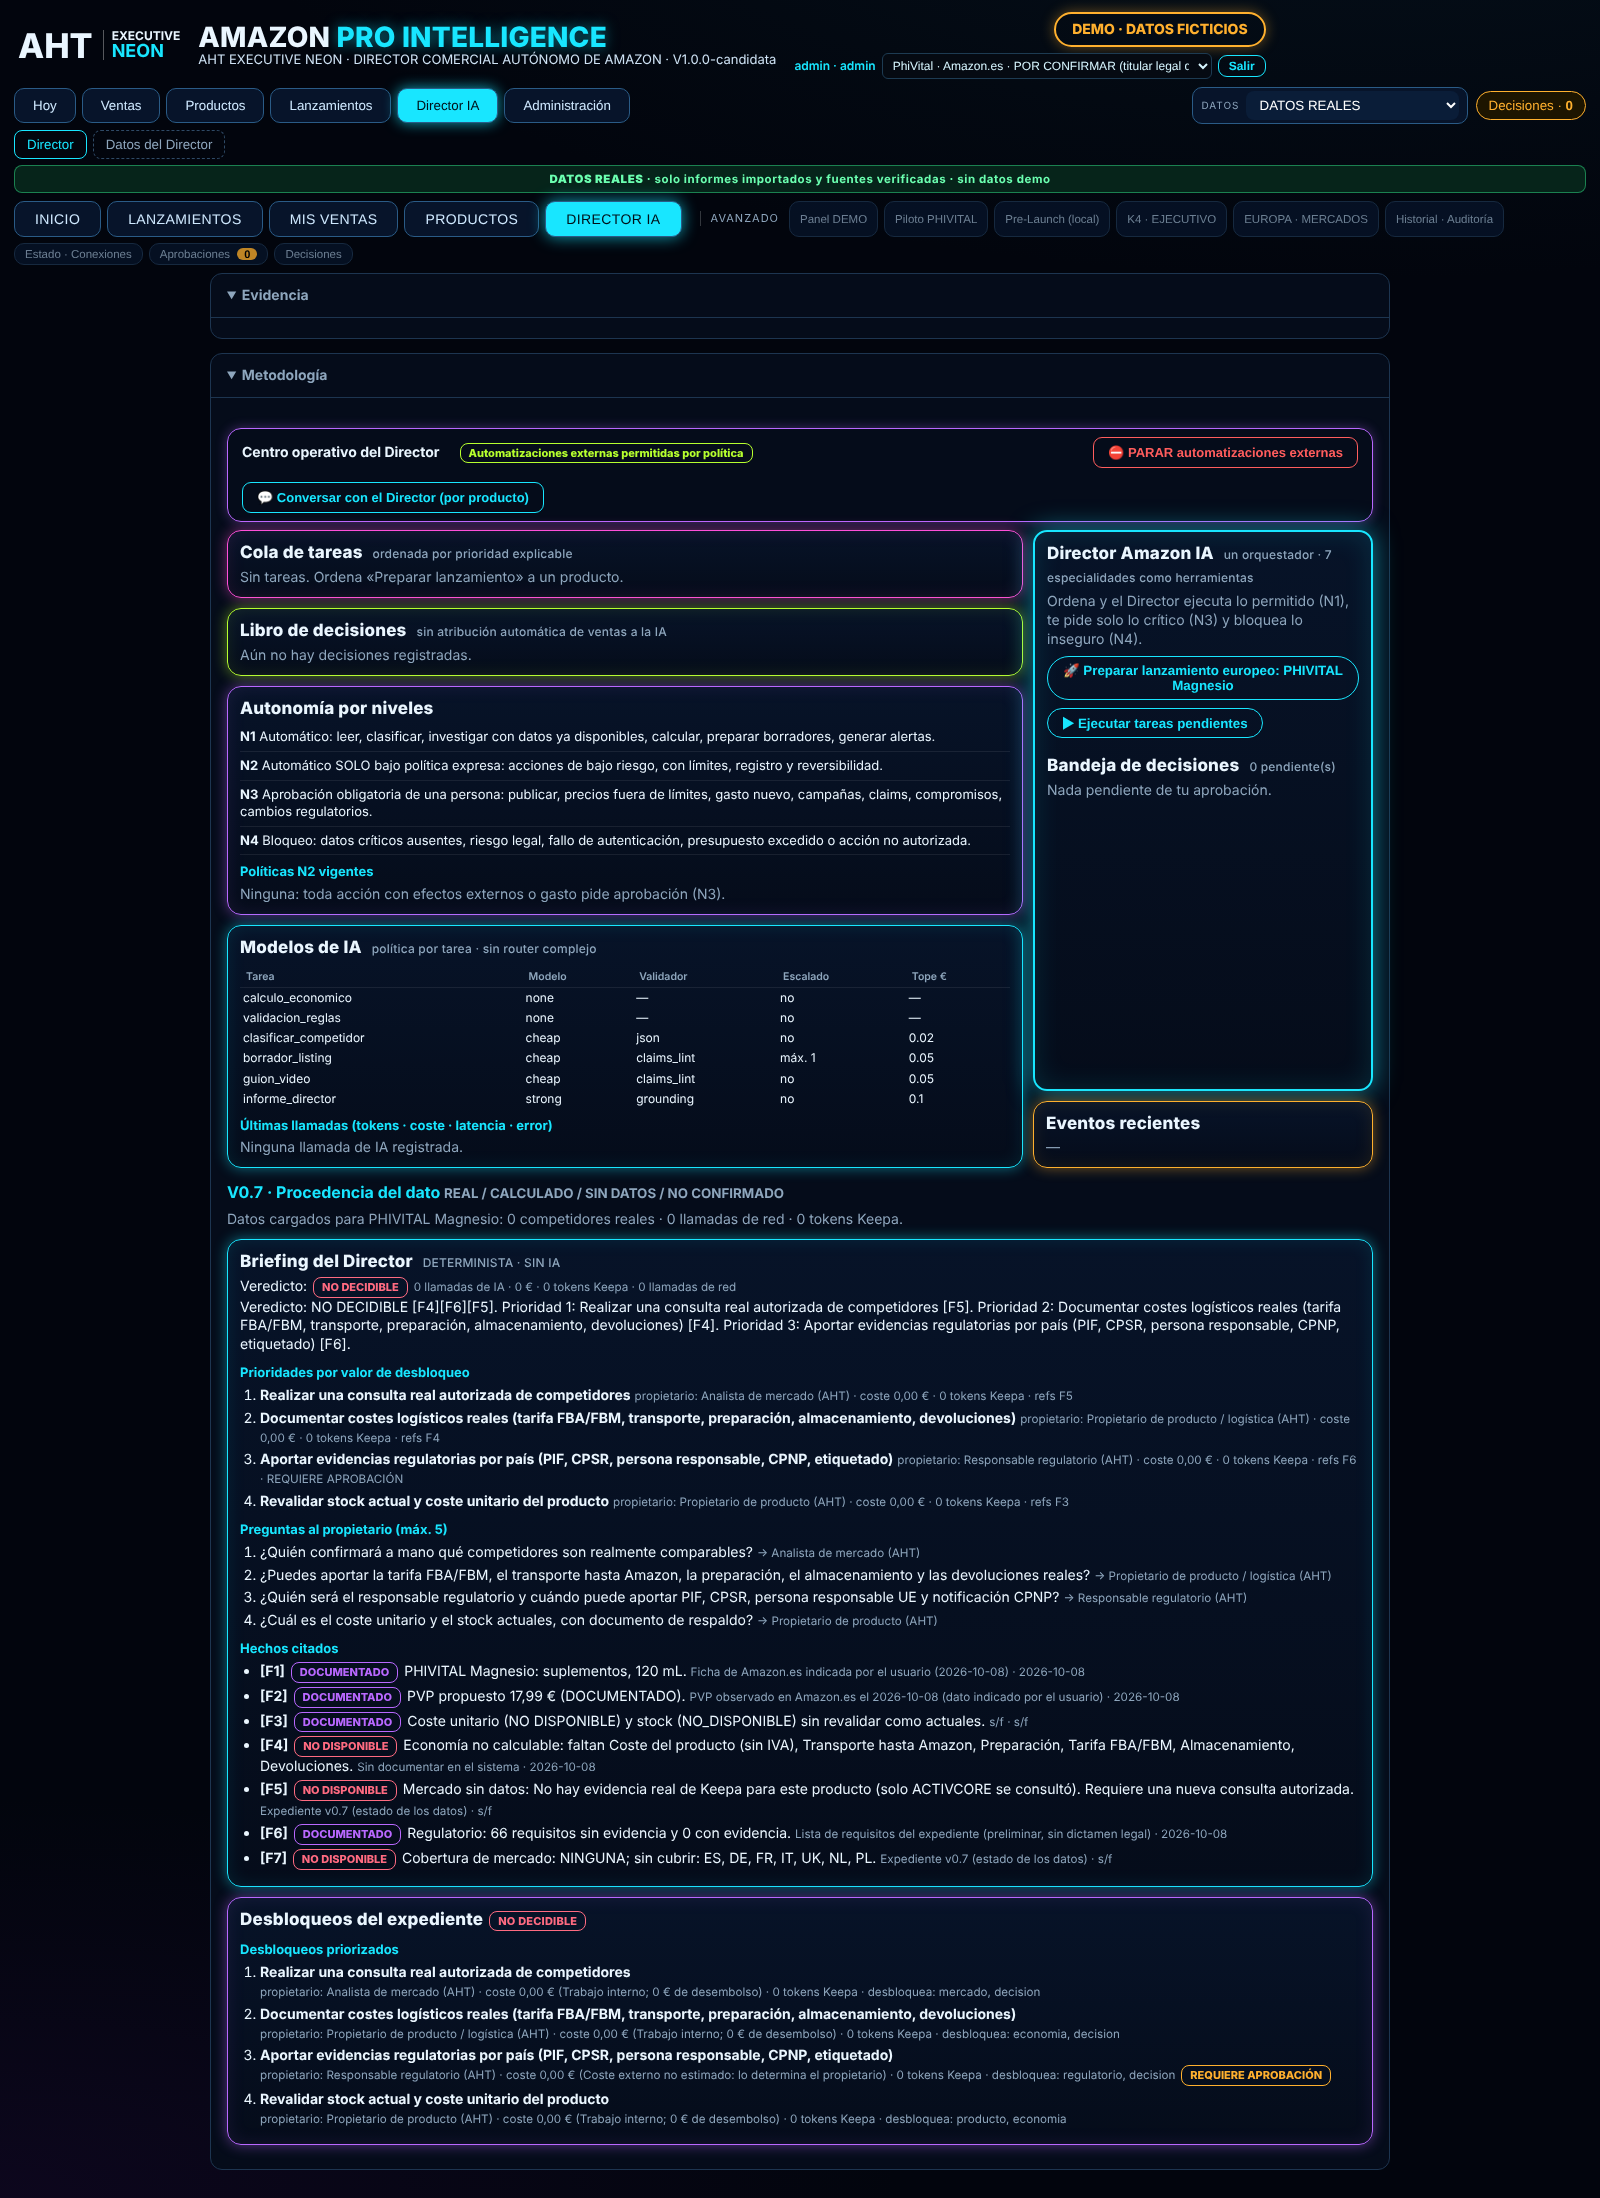 AHT EXECUTIVE NEON
AMAZON PRO INTELLIGENCE
AHT EXECUTIVE NEON · DIRECTOR COMERCIAL AUTÓNOMO DE AMAZON · V1.0.0-candidata
DEMO · DATOS FICTICIOS
admin · admin
PhiVital · Amazon.es · POR CONFIRMAR (titular legal
Salir
Hoy
Ventas
Productos
Lanzamientos
Director IA
Administración
DATOS
DATOS REALES
Decisiones · 0
Director
Datos del Director
DATOS REALES · solo informes importados y fuentes verificadas · sin datos demo
INICIO
LANZAMIENTOS
MIS VENTAS
PRODUCTOS
DIRECTOR IA
AVANZADO
Panel DEMO
Piloto PHIVITAL
Pre-Launch (local)
K4 · EJECUTIVO
EUROPA · MERCADOS
Historial · Auditoría
Estado · Conexiones
Aprobaciones 0
Decisiones
▼ Evidencia
▼ Metodología
Centro operativo del Director
Automatizaciones externas permitidas por política
⛔ PARAR automatizaciones externas
💬 Conversar con el Director (por producto)
Cola de tareas ordenada por prioridad explicable
Sin tareas. Ordena «Preparar lanzamiento» a un producto.
Libro de decisiones sin atribución automática de ventas a la IA
Aún no hay decisiones registradas.
Autonomía por niveles
N1 Automático: leer, clasificar, investigar con datos ya disponibles, calcular, preparar borradores, generar alertas.
N2 Automático SOLO bajo política expresa: acciones de bajo riesgo, con límites, registro y reversibilidad.
N3 Aprobación obligatoria de una persona: publicar, precios fuera de límites, gasto nuevo, campañas, claims, compromisos,
cambios regulatorios.
N4 Bloqueo: datos críticos ausentes, riesgo legal, fallo de autenticación, presupuesto excedido o acción no autorizada.
Políticas N2 vigentes
Ninguna: toda acción con efectos externos o gasto pide aprobación (N3).
Modelos de IA política por tarea · sin router complejo
Tarea Modelo Validador Escalado Tope €
calculo_economico none — no —
validacion_reglas none — no —
clasificar_competidor cheap json no 0.02
borrador_listing cheap claims_lint máx. 1 0.05
guion_video cheap claims_lint no 0.05
informe_director strong grounding no 0.1
Últimas llamadas (tokens · coste · latencia · error)
Ninguna llamada de IA registrada.
Director Amazon IA un orquestador · 7
especialidades como herramientas
Ordena y el Director ejecuta lo permitido (N1),
te pide solo lo crítico (N3) y bloquea lo
inseguro (N4).
🚀 Preparar lanzamiento europeo: PHIVITAL
Magnesio
▶ Ejecutar tareas pendientes
Bandeja de decisiones 0 pendiente(s)
Nada pendiente de tu aprobación.
Eventos recientes
—
V0.7 · Procedencia del dato REAL / CALCULADO / SIN DATOS / NO CONFIRMADO
Datos cargados para PHIVITAL Magnesio: 0 competidores reales · 0 llamadas de red · 0 tokens Keepa.
Briefing del Director DETERMINISTA · SIN IA
Veredicto: NO DECIDIBLE 0 llamadas de IA · 0 € · 0 tokens Keepa · 0 llamadas de red
Veredicto: NO DECIDIBLE [F4][F6][F5]. Prioridad 1: Realizar una consulta real autorizada de competidores [F5]. Prioridad 2: Documentar costes logísticos reales (tarifa
FBA/FBM, transporte, preparación, almacenamiento, devoluciones) [F4]. Prioridad 3: Aportar evidencias regulatorias por país (PIF, CPSR, persona responsable, CPNP,
etiquetado) [F6].
Prioridades por valor de desbloqueo
1. Realizar una consulta real autorizada de competidores propietario: Analista de mercado (AHT) · coste 0,00 € · 0 tokens Keepa · refs F5
2. Documentar costes logísticos reales (tarifa FBA/FBM, transporte, preparación, almacenamiento, devoluciones) propietario: Propietario de producto / logística (AHT) · coste
0,00 € · 0 tokens Keepa · refs F4
3. Aportar evidencias regulatorias por país (PIF, CPSR, persona responsable, CPNP, etiquetado) propietario: Responsable regulatorio (AHT) · coste 0,00 € · 0 tokens Keepa · refs F6
· REQUIERE APROBACIÓN
4. Revalidar stock actual y coste unitario del producto propietario: Propietario de producto (AHT) · coste 0,00 € · 0 tokens Keepa · refs F3
Preguntas al propietario (máx. 5)
1. ¿Quién confirmará a mano qué competidores son realmente comparables? → Analista de mercado (AHT)
2. ¿Puedes aportar la tarifa FBA/FBM, el transporte hasta Amazon, la preparación, el almacenamiento y las devoluciones reales? → Propietario de producto / logística (AHT)
3. ¿Quién será el responsable regulatorio y cuándo puede aportar PIF, CPSR, persona responsable UE y notificación CPNP? → Responsable regulatorio (AHT)
4. ¿Cuál es el coste unitario y el stock actuales, con documento de respaldo? → Propietario de producto (AHT)
Hechos citados
• [F1] DOCUMENTADO PHIVITAL Magnesio: suplementos, 120 mL. Ficha de Amazon.es indicada por el usuario (2026-10-08) · 2026-10-08
• [F2] DOCUMENTADO PVP propuesto 17,99 € (DOCUMENTADO). PVP observado en Amazon.es el 2026-10-08 (dato indicado por el usuario) · 2026-10-08
• [F3] DOCUMENTADO Coste unitario (NO DISPONIBLE) y stock (NO_DISPONIBLE) sin revalidar como actuales. s/f · s/f
• [F4] NO DISPONIBLE Economía no calculable: faltan Coste del producto (sin IVA), Transporte hasta Amazon, Preparación, Tarifa FBA/FBM, Almacenamiento,
Devoluciones. Sin documentar en el sistema · 2026-10-08
• [F5] NO DISPONIBLE Mercado sin datos: No hay evidencia real de Keepa para este producto (solo ACTIVCORE se consultó). Requiere una nueva consulta autorizada.
Expediente v0.7 (estado de los datos) · s/f
• [F6] DOCUMENTADO Regulatorio: 66 requisitos sin evidencia y 0 con evidencia. Lista de requisitos del expediente (preliminar, sin dictamen legal) · 2026-10-08
• [F7] NO DISPONIBLE Cobertura de mercado: NINGUNA; sin cubrir: ES, DE, FR, IT, UK, NL, PL. Expediente v0.7 (estado de los datos) · s/f
Desbloqueos del expediente NO DECIDIBLE
Desbloqueos priorizados
1. Realizar una consulta real autorizada de competidores
propietario: Analista de mercado (AHT) · coste 0,00 € (Trabajo interno; 0 € de desembolso) · 0 tokens Keepa · desbloquea: mercado, decision
2. Documentar costes logísticos reales (tarifa FBA/FBM, transporte, preparación, almacenamiento, devoluciones)
propietario: Propietario de producto / logística (AHT) · coste 0,00 € (Trabajo interno; 0 € de desembolso) · 0 tokens Keepa · desbloquea: economia, decision
3. Aportar evidencias regulatorias por país (PIF, CPSR, persona responsable, CPNP, etiquetado)
propietario: Responsable regulatorio (AHT) · coste 0,00 € (Coste externo no estimado: lo determina el propietario) · 0 tokens Keepa · desbloquea: regulatorio, decision REQUIERE APROBACIÓN
4. Revalidar stock actual y coste unitario del producto
propietario: Propietario de producto (AHT) · coste 0,00 € (Trabajo interno; 0 € de desembolso) · 0 tokens Keepa · desbloquea: producto, economia